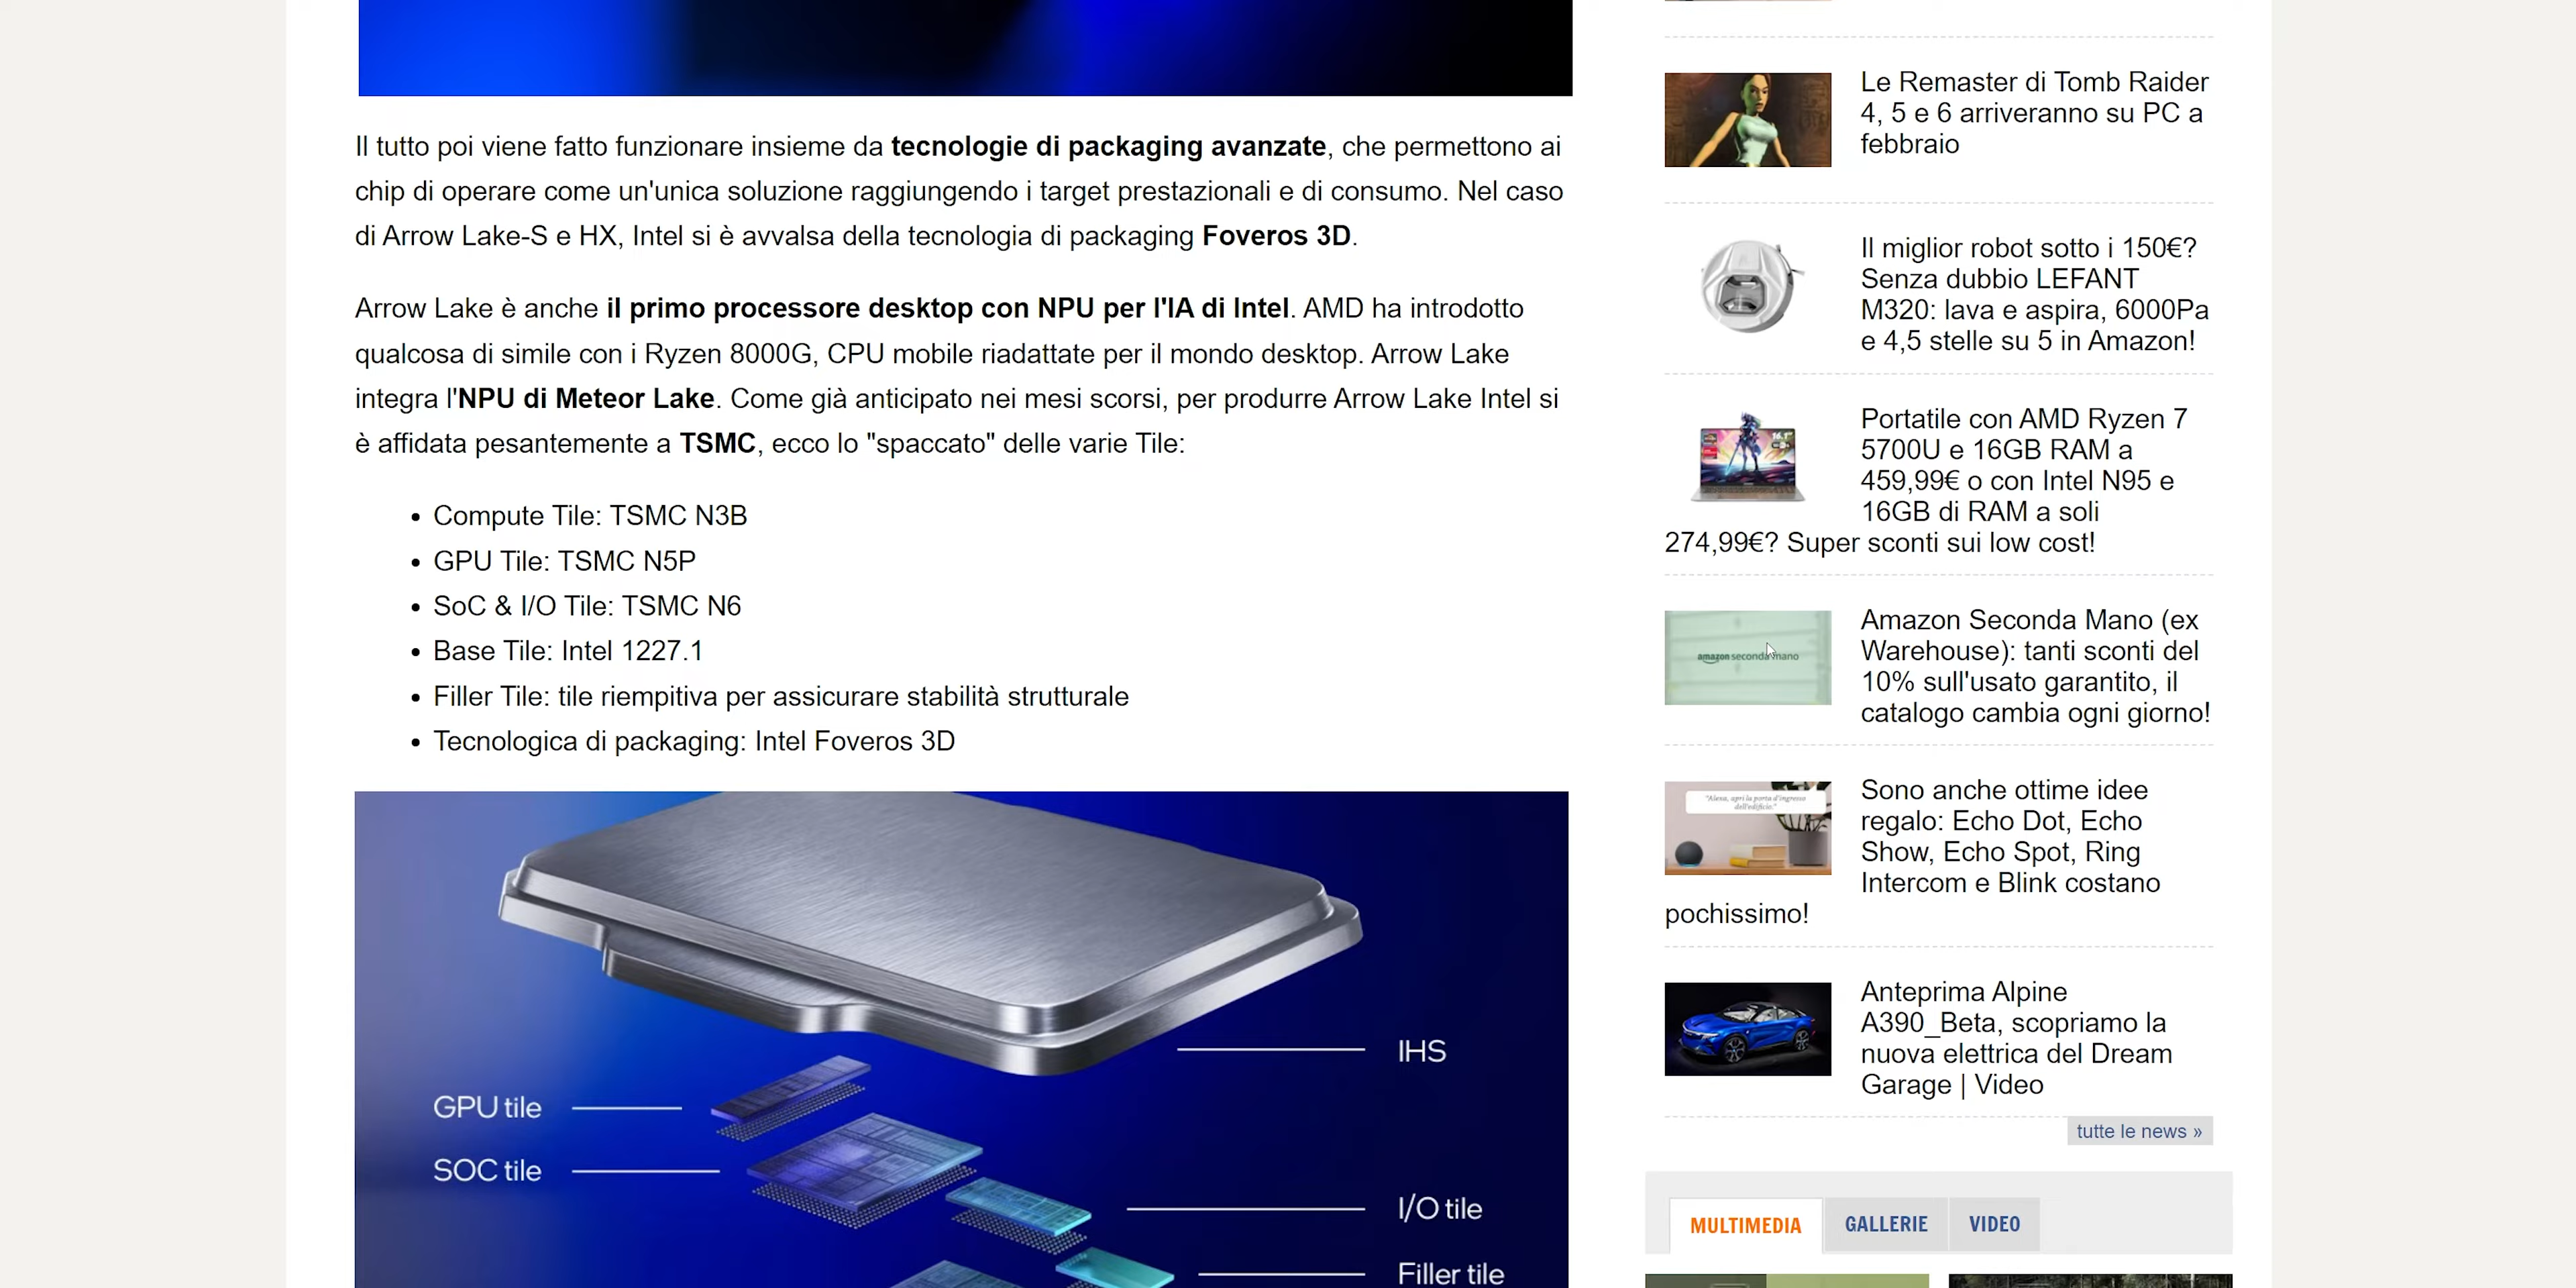 Il tutto poi viene fatto funzionare insieme da tecnologie di packaging avanzate, che permettono ai
chip di operare come un'unica soluzione raggiungendo i target prestazionali e di consumo. Nel caso
di Arrow Lake-S e HX, Intel si è avvalsa della tecnologia di packaging Foveros 3D.
Arrow Lake è anche il primo processore desktop con NPU per l'IA di Intel. AMD ha introdotto
qualcosa di simile con i Ryzen 8000G, CPU mobile riadattate per il mondo desktop. Arrow Lake
integra l'NPU di Meteor Lake. Come già anticipato nei mesi scorsi, per produrre Arrow Lake Intel si
è affidata pesantemente a TSMC, ecco lo "spaccato" delle varie Tile:
• Compute Tile: TSMC N3B
• GPU Tile: TSMC N5P
• SoC & I/O Tile: TSMC N6
• Base Tile: Intel 1227.1
• Filler Tile: tile riempitiva per assicurare stabilità strutturale
• Tecnologica di packaging: Intel Foveros 3D
IHS
GPU tile
SOC tile
I/O tile
Filler tile
Le Remaster di Tomb Raider
4, 5 e 6 arriveranno su PC a
febbraio
Il miglior robot sotto i 150€?
Senza dubbio LEFANT
M320: lava e aspira, 6000Pa
e 4,5 stelle su 5 in Amazon!
Portatile con AMD Ryzen 7
5700U e 16GB RAM a
459,99€ o con Intel N95 e
16GB di RAM a soli
274,99€? Super sconti sui low cost!
amazon seconda mano
Amazon Seconda Mano (ex
Warehouse): tanti sconti del
10% sull'usato garantito, il
catalogo cambia ogni giorno!
"Alexa, apri la porta d'ingresso
dell'edificio."
Sono anche ottime idee
regalo: Echo Dot, Echo
Show, Echo Spot, Ring
Intercom e Blink costano
pochissimo!
Anteprima Alpine
A390_Beta, scopriamo la
nuova elettrica del Dream
Garage | Video
tutte le news »
MULTIMEDIA
GALLERIE
VIDEO